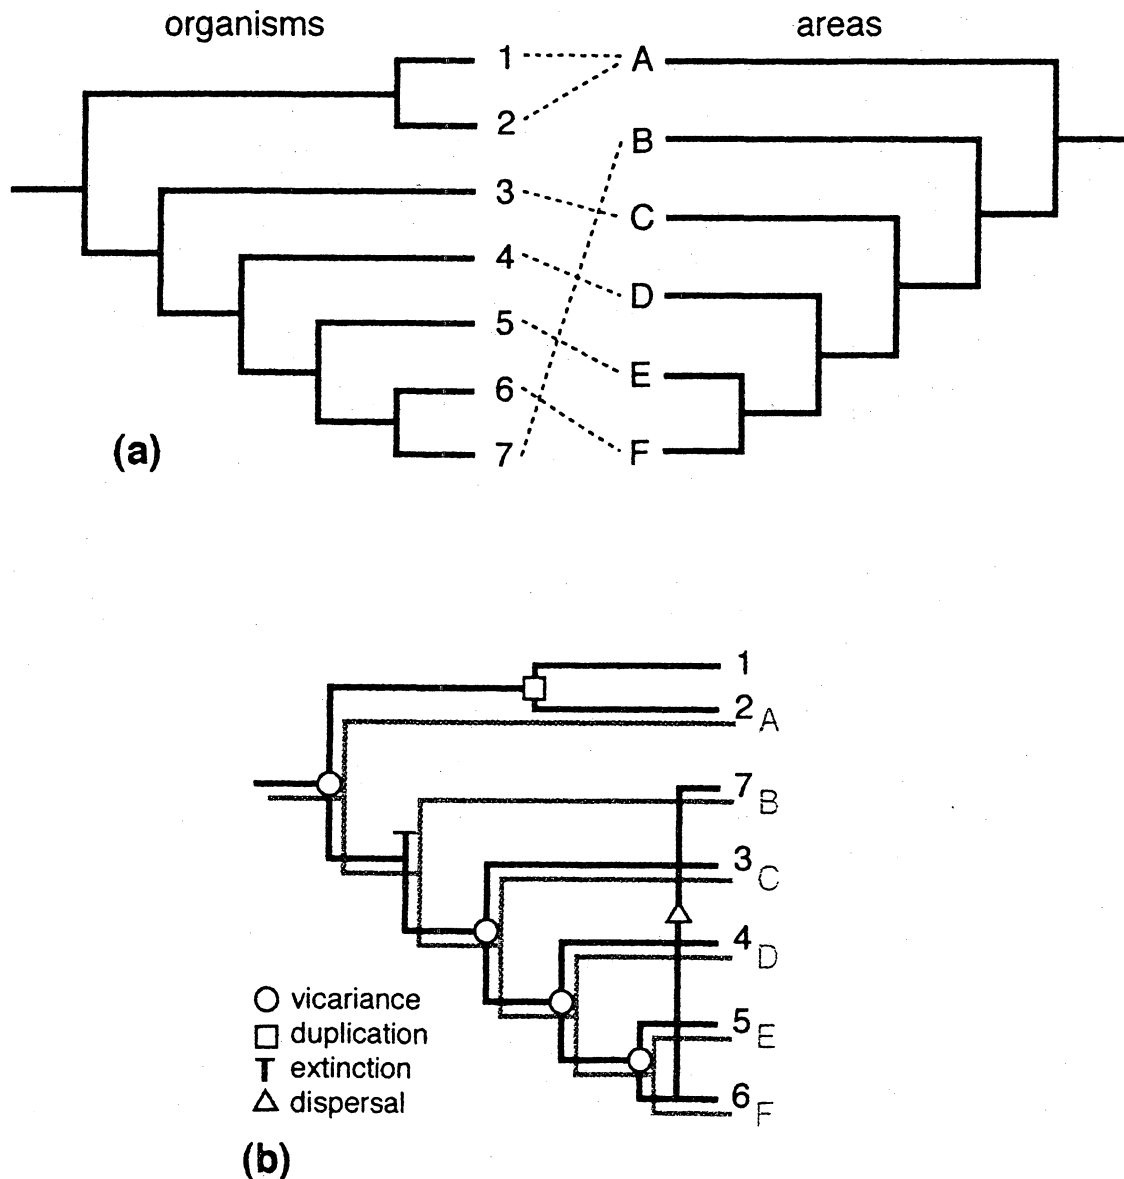 organisms areas
1 A
2
B
3
C
4
D
5
E
6
F
7
(a)
1
2 A
7 B
3 C
4 D
5 E
6 F
vicariance
duplication
extinction
dispersal
(b)